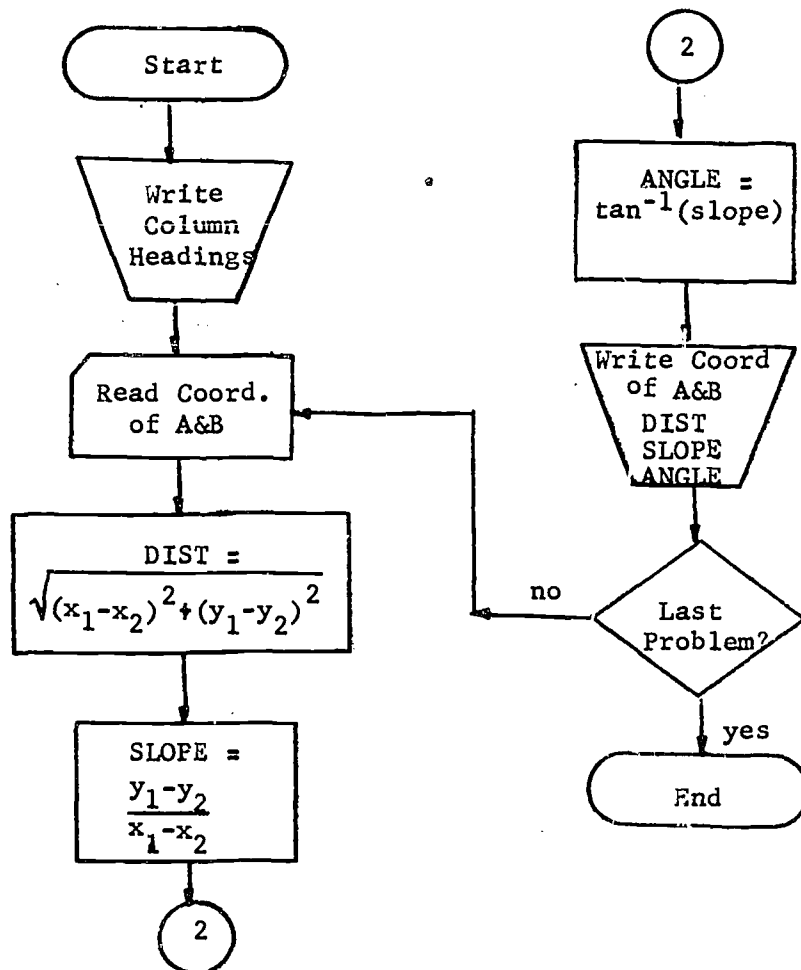 Start
Write
Column
Headings
Read Coord.
of A&B
DIST =
√(x₁-x₂)²+(y₁-y₂)²
SLOPE =
y₁-y₂
x₁-x₂
2
2
ANGLE =
tan⁻¹(slope)
Write Coord
of A&B
DIST
SLOPE
ANGLE
Last
Problem?
no
yes
End